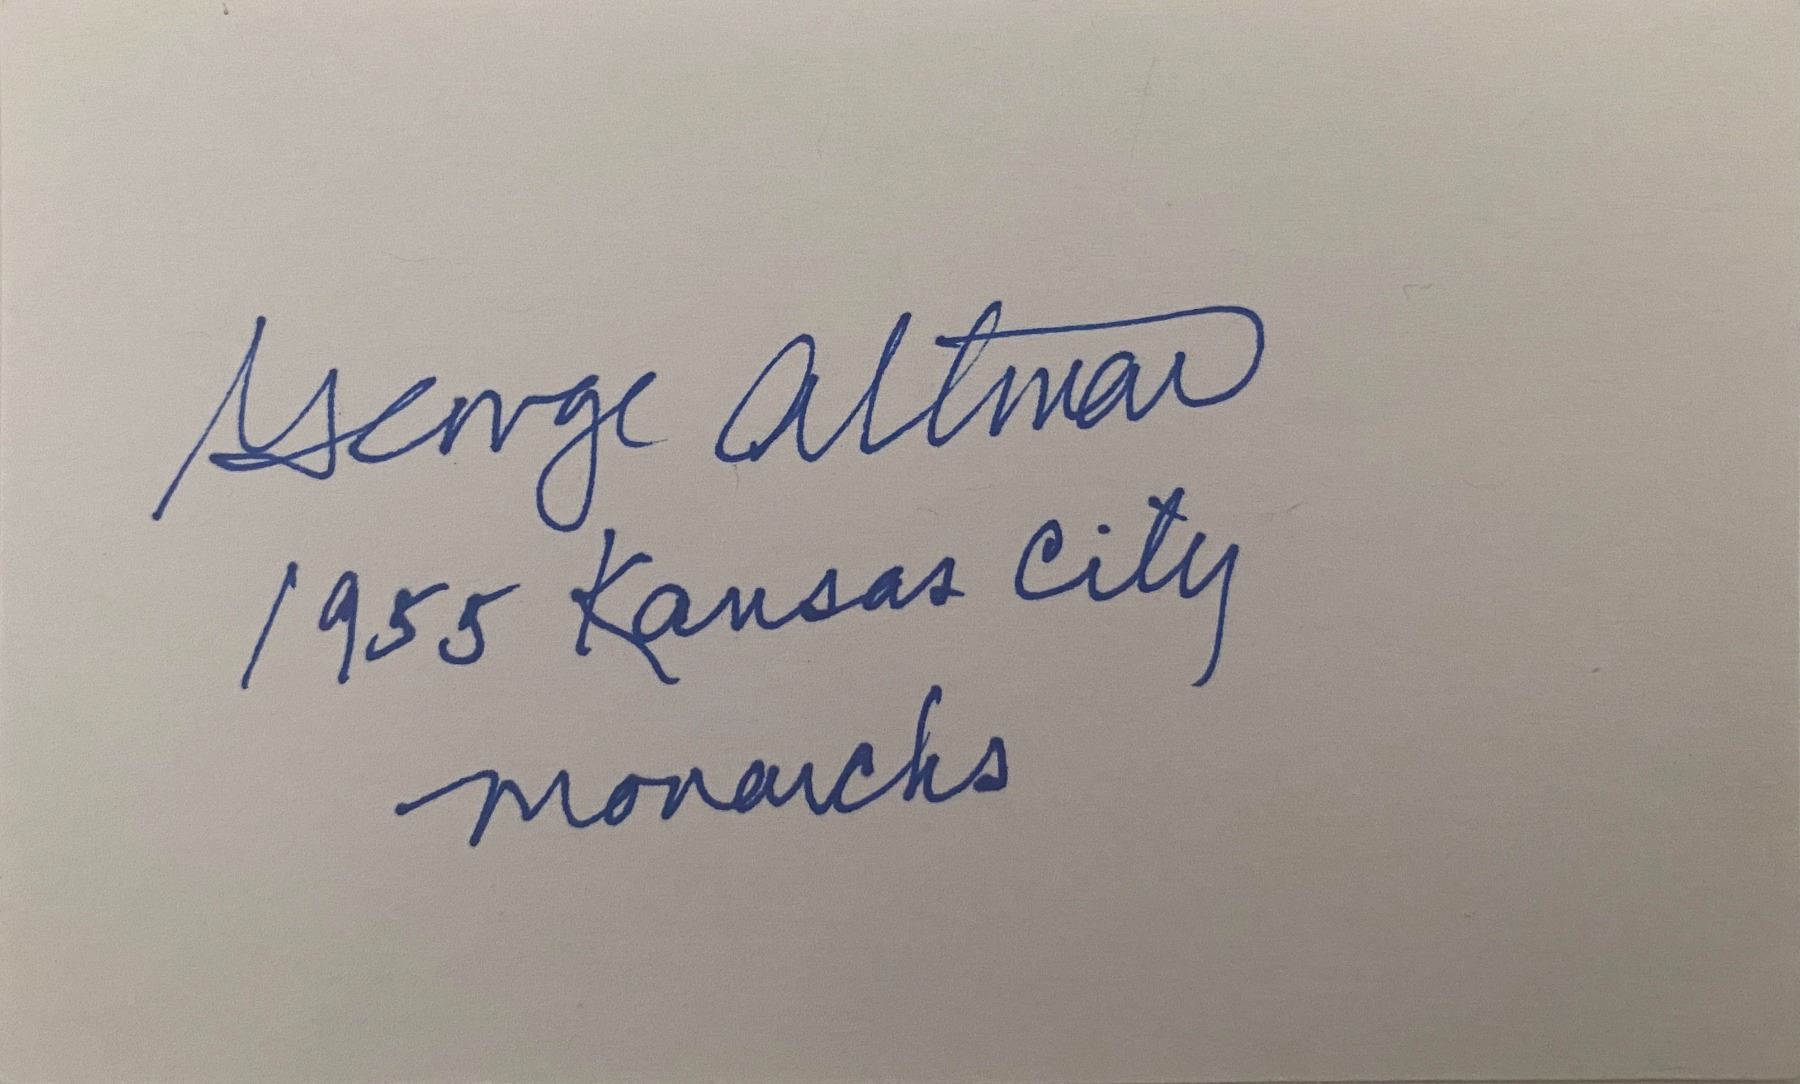 George Altman
1955 Kansas City
Monarchs